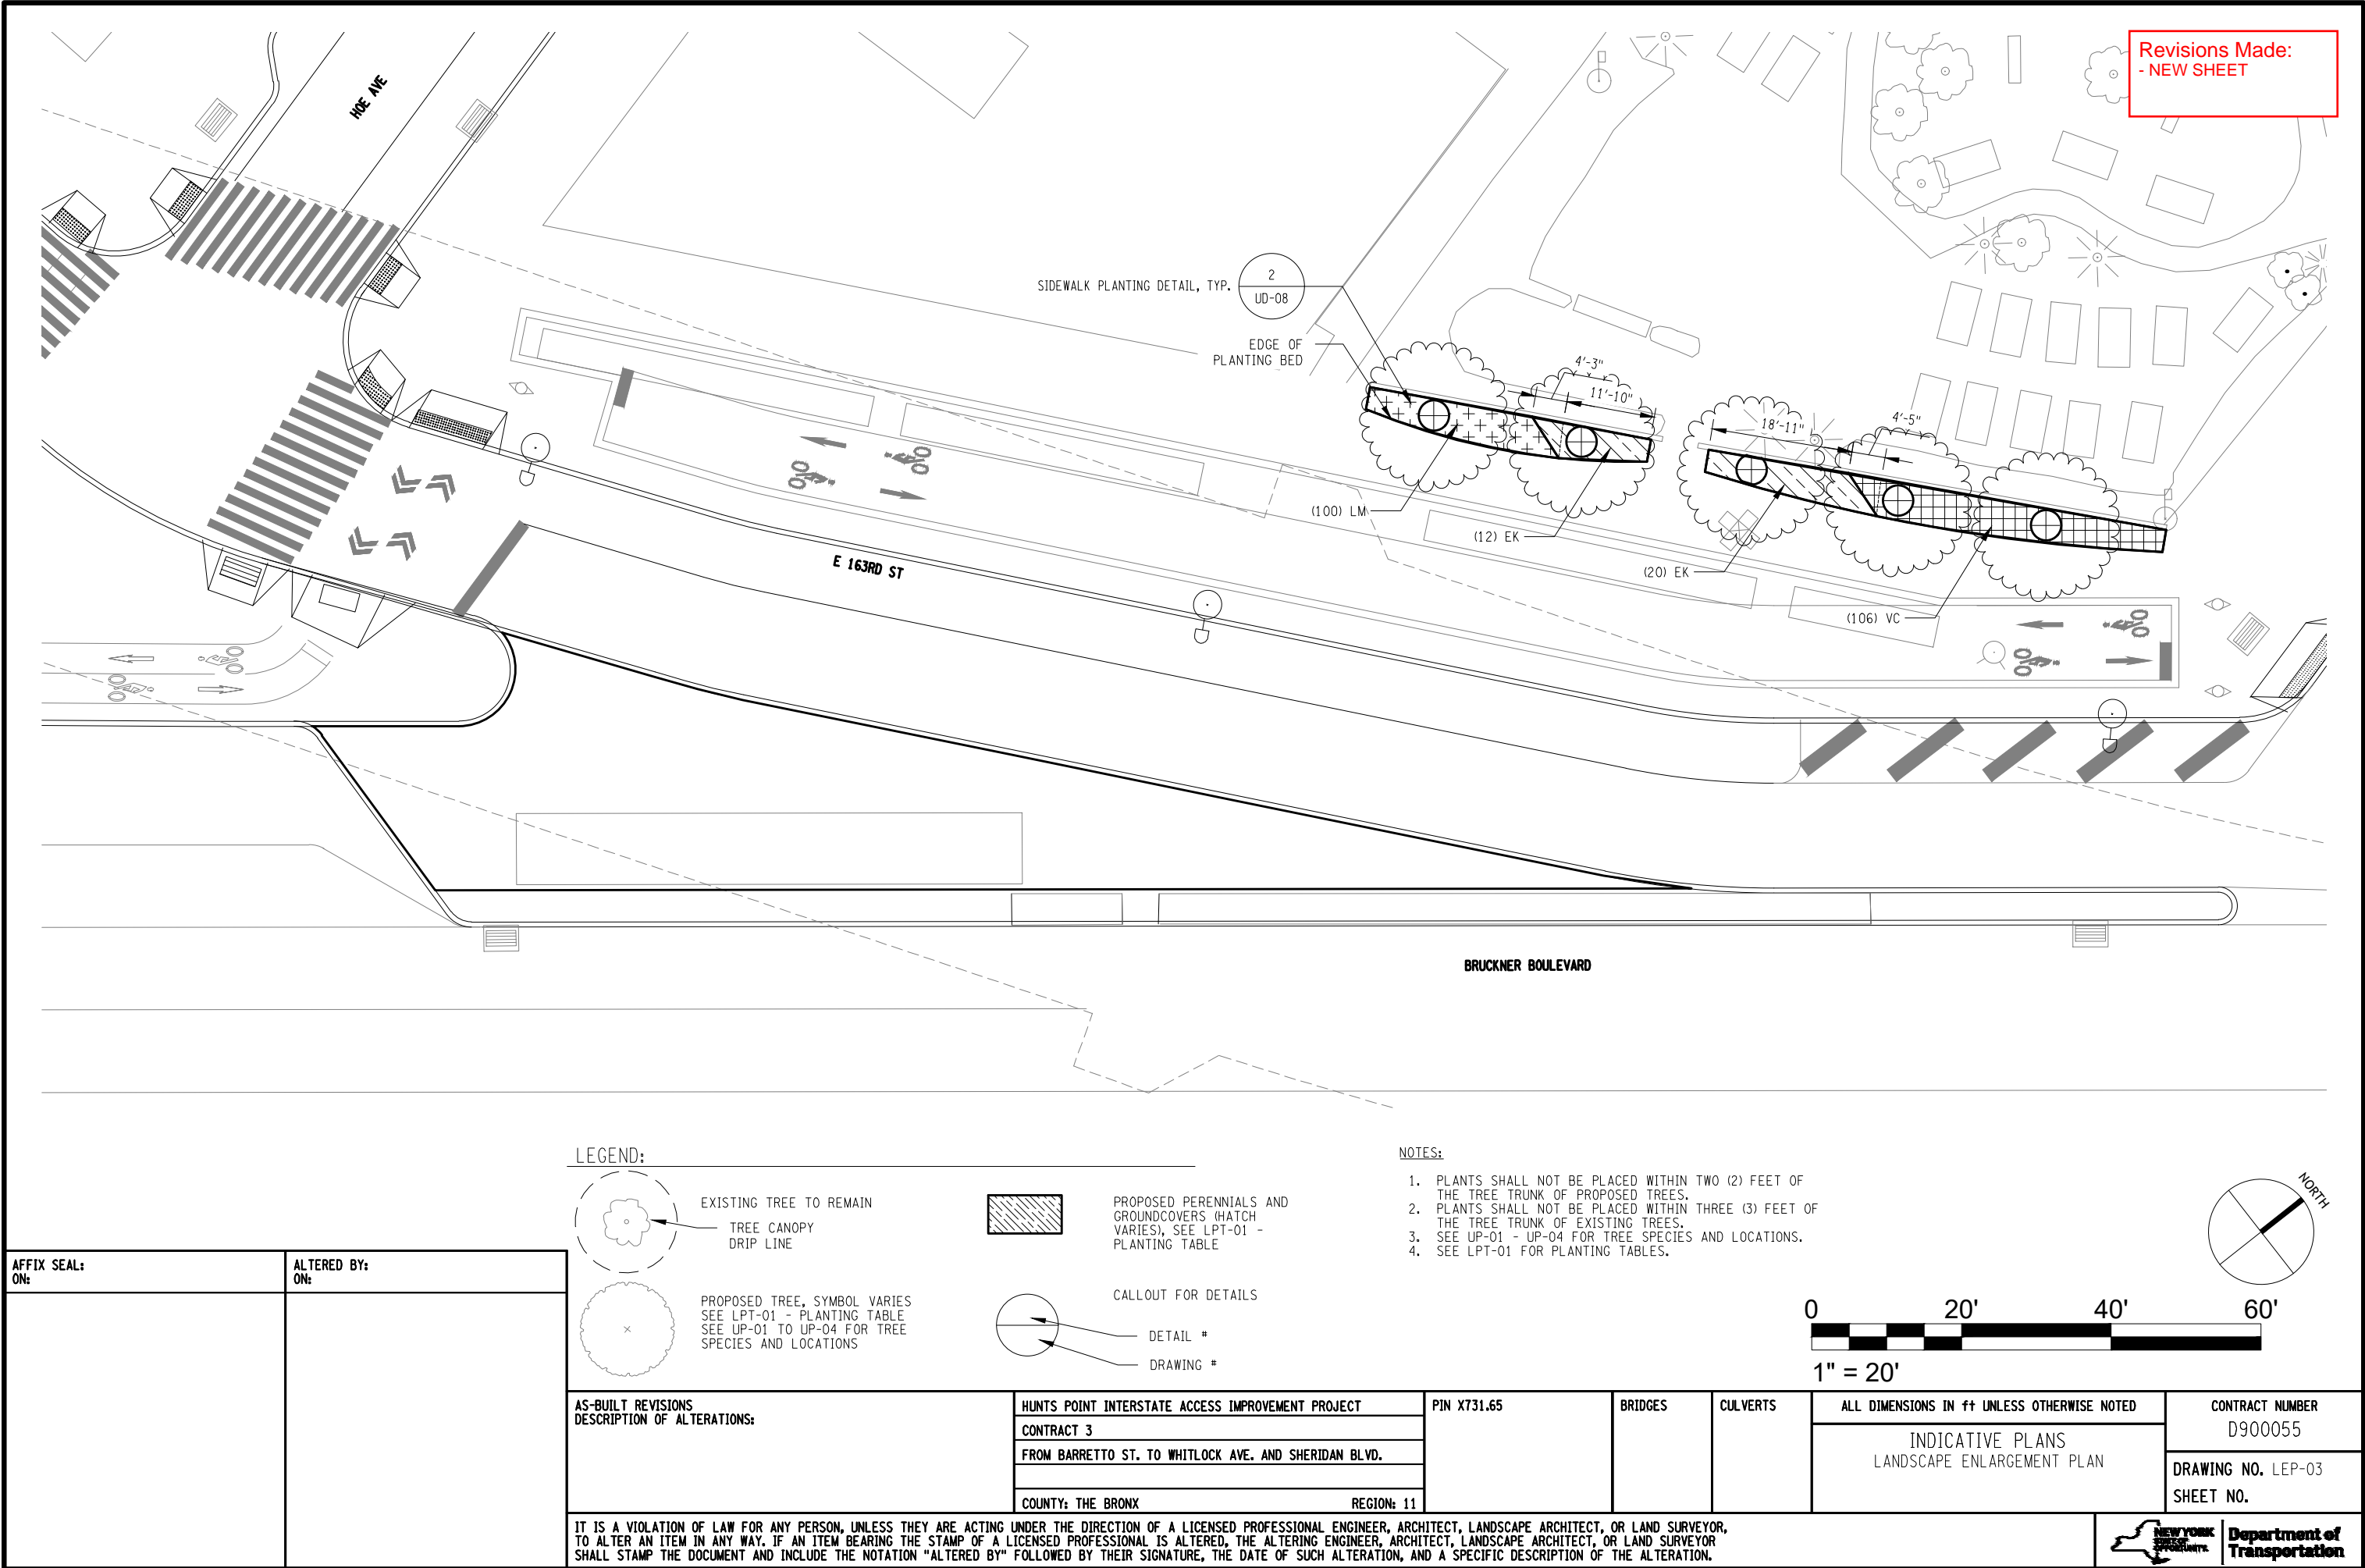 Revisions Made:
- NEW SHEET
HOE AVE
SIDEWALK PLANTING DETAIL, TYP.
2
UD-08
EDGE OF
PLANTING BED
4'-3"
11'-10"
18'-11"
4'-5"
(100) LM
(12) EK
(20) EK
(106) VC
E 163RD ST
BRUCKNER BOULEVARD
LEGEND:
EXISTING TREE TO REMAIN
TREE CANOPY
DRIP LINE
PROPOSED TREE, SYMBOL VARIES
SEE LPT-01 - PLANTING TABLE
SEE UP-01 TO UP-04 FOR TREE
SPECIES AND LOCATIONS
PROPOSED PERENNIALS AND
GROUNDCOVERS (HATCH
VARIES), SEE LPT-01 -
PLANTING TABLE
CALLOUT FOR DETAILS
DETAIL #
DRAWING #
NOTES:
1. PLANTS SHALL NOT BE PLACED WITHIN TWO (2) FEET OF
THE TREE TRUNK OF PROPOSED TREES.
2. PLANTS SHALL NOT BE PLACED WITHIN THREE (3) FEET OF
THE TREE TRUNK OF EXISTING TREES.
3. SEE UP-01 - UP-04 FOR TREE SPECIES AND LOCATIONS.
4. SEE LPT-01 FOR PLANTING TABLES.
NORTH
0 20' 40' 60'
1" = 20'
AFFIX SEAL:
ON:
ALTERED BY:
ON:
AS-BUILT REVISIONS
DESCRIPTION OF ALTERATIONS:
HUNTS POINT INTERSTATE ACCESS IMPROVEMENT PROJECT
CONTRACT 3
FROM BARRETTO ST. TO WHITLOCK AVE. AND SHERIDAN BLVD.
COUNTY: THE BRONX REGION: 11
PIN X731.65
BRIDGES
CULVERTS
ALL DIMENSIONS IN ft UNLESS OTHERWISE NOTED
INDICATIVE PLANS
LANDSCAPE ENLARGEMENT PLAN
CONTRACT NUMBER
D900055
DRAWING NO. LEP-03
SHEET NO.
IT IS A VIOLATION OF LAW FOR ANY PERSON, UNLESS THEY ARE ACTING UNDER THE DIRECTION OF A LICENSED PROFESSIONAL ENGINEER, ARCHITECT, LANDSCAPE ARCHITECT, OR LAND SURVEYOR,
TO ALTER AN ITEM IN ANY WAY. IF AN ITEM BEARING THE STAMP OF A LICENSED PROFESSIONAL IS ALTERED, THE ALTERING ENGINEER, ARCHITECT, LANDSCAPE ARCHITECT, OR LAND SURVEYOR
SHALL STAMP THE DOCUMENT AND INCLUDE THE NOTATION "ALTERED BY" FOLLOWED BY THEIR SIGNATURE, THE DATE OF SUCH ALTERATION, AND A SPECIFIC DESCRIPTION OF THE ALTERATION.
NEW YORK
STATE OF
OPPORTUNITY.
Department of
Transportation